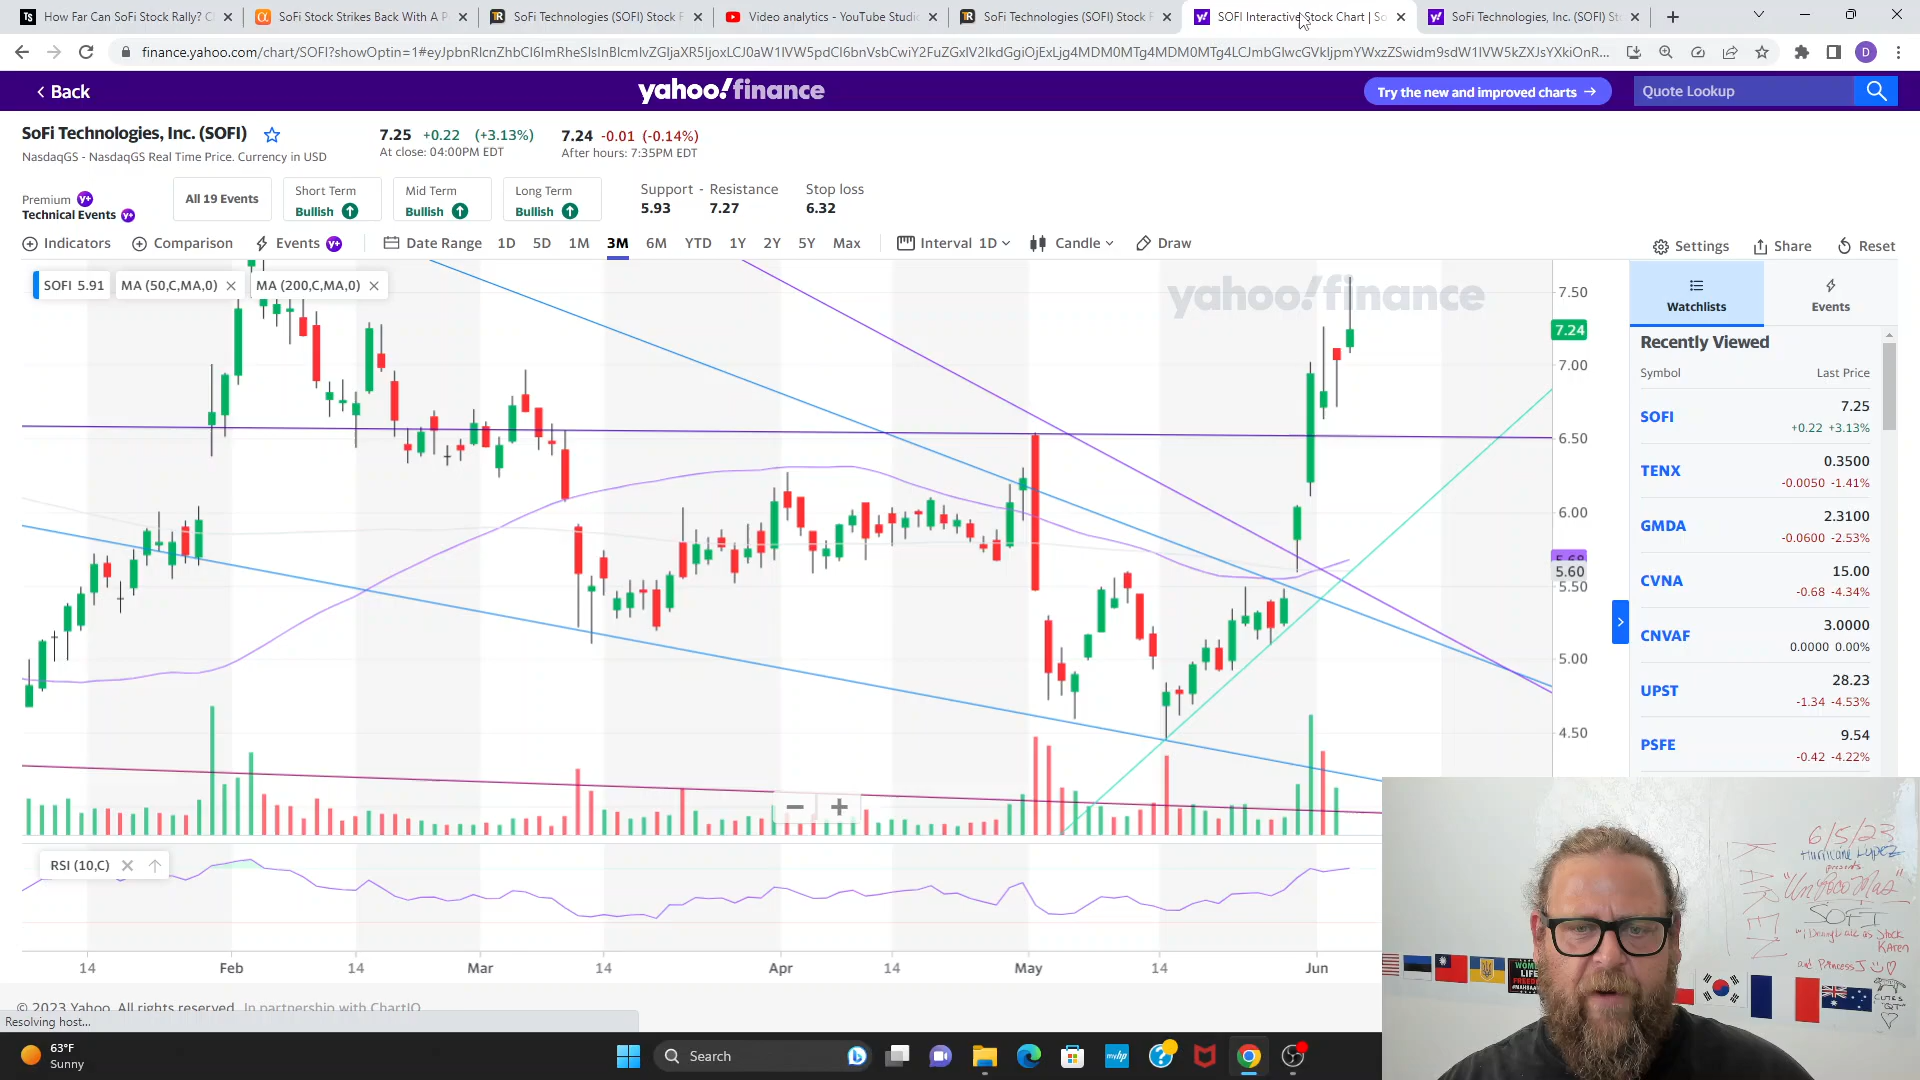 How Far Can SoFi Stock Rally?
SoFi Stock Strikes Back With A P
SoFi Technologies (SOFI) Stock F
Video analytics - YouTube Studio
SoFi Technologies (SOFI) Stock F
SOFI Interactive Stock Chart | So
SoFi Technologies, Inc. (SOFI) St
finance.yahoo.com/chart/SOFI?showOptin=1
D
Back
yahoo!finance
Try the new and improved charts →
Quote Lookup
SoFi Technologies, Inc. (SOFI)
7.25 +0.22 (+3.13%)
7.24 -0.01 (-0.14%)
NasdaqGS - NasdaqGS Real Time Price. Currency in USD
At close: 04:00PM EDT
After hours: 7:35PM EDT
Premium Y+
Technical Events Y+
All 19 Events
Short Term
Bullish
Mid Term
Bullish
Long Term
Bullish
Support - Resistance
5.93 7.27
Stop loss
6.32
Indicators Comparison Events Y+ Date Range 1D 5D 1M 3M 6M YTD 1Y 2Y 5Y Max Interval 1D Candle Draw
Settings Share Reset
SOFI 5.91 MA (50,C,MA,0) MA (200,C,MA,0)
yahoo!finance
7.50
7.24
7.00
6.50
6.00
5.60
5.50
5.00
4.50
RSI (10,C)
14 Feb 14 Mar 14 Apr 14 May 14 Jun
Watchlists
Events
Recently Viewed
Symbol Last Price
SOFI 7.25
+0.22 +3.13%
TENX 0.3500
-0.0050 -1.41%
GMDA 2.3100
-0.0600 -2.53%
CVNA 15.00
-0.68 -4.34%
CNVAF 3.0000
0.0000 0.00%
UPST 28.23
-1.34 -4.53%
PSFE 9.54
-0.42 -4.22%
6/5/23
Hurricane Lopez
presents
"Un Poco Mas"
SOFI
and Princess J
© 2023 Yahoo. All rights reserved. In partnership with ChartIQ
Resolving host...
63°F
Sunny
Search